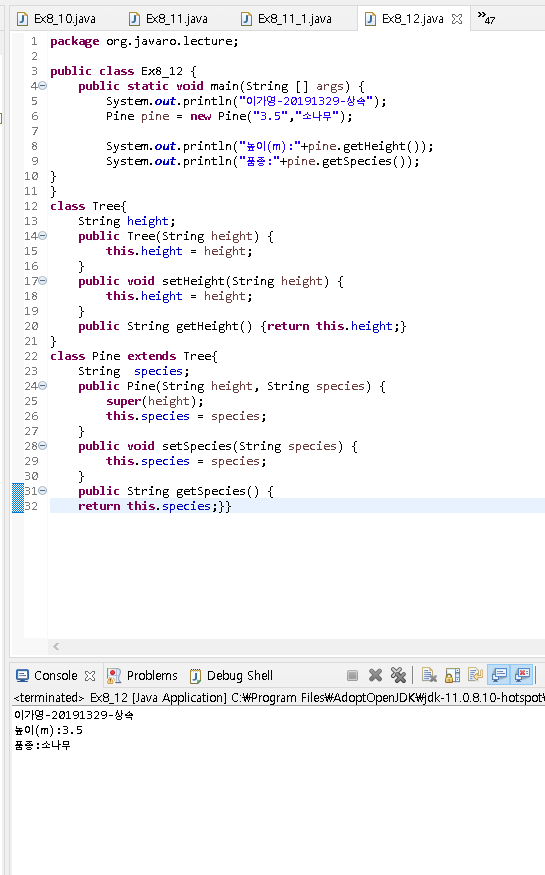 Ex8_10.java Ex8_11.java Ex8_11_1.java Ex8_12.java »47
1 package org.javaro.lecture;
2
3 public class Ex8_12 {
4 public static void main(String [] args) {
5 System.out.println("이가영-20191329-상속");
6 Pine pine = new Pine("3.5","소나무");
7
8 System.out.println("높이(m):"+pine.getHeight());
9 System.out.println("품종:"+pine.getSpecies());
10 }
11 }
12 class Tree{
13 String height;
14 public Tree(String height) {
15 this.height = height;
16 }
17 public void setHeight(String height) {
18 this.height = height;
19 }
20 public String getHeight() {return this.height;}
21 }
22 class Pine extends Tree{
23 String species;
24 public Pine(String height, String species) {
25 super(height);
26 this.species = species;
27 }
28 public void setSpecies(String species) {
29 this.species = species;
30 }
31 public String getSpecies() {
32 return this.species;}}
Console Problems Debug Shell
<terminated> Ex8_12 [Java Application] C:₩Program Files₩AdoptOpenJDK₩jdk-11.0.8.10-hotspot₩
이가영-20191329-상속
높이(m):3.5
품종:소나무